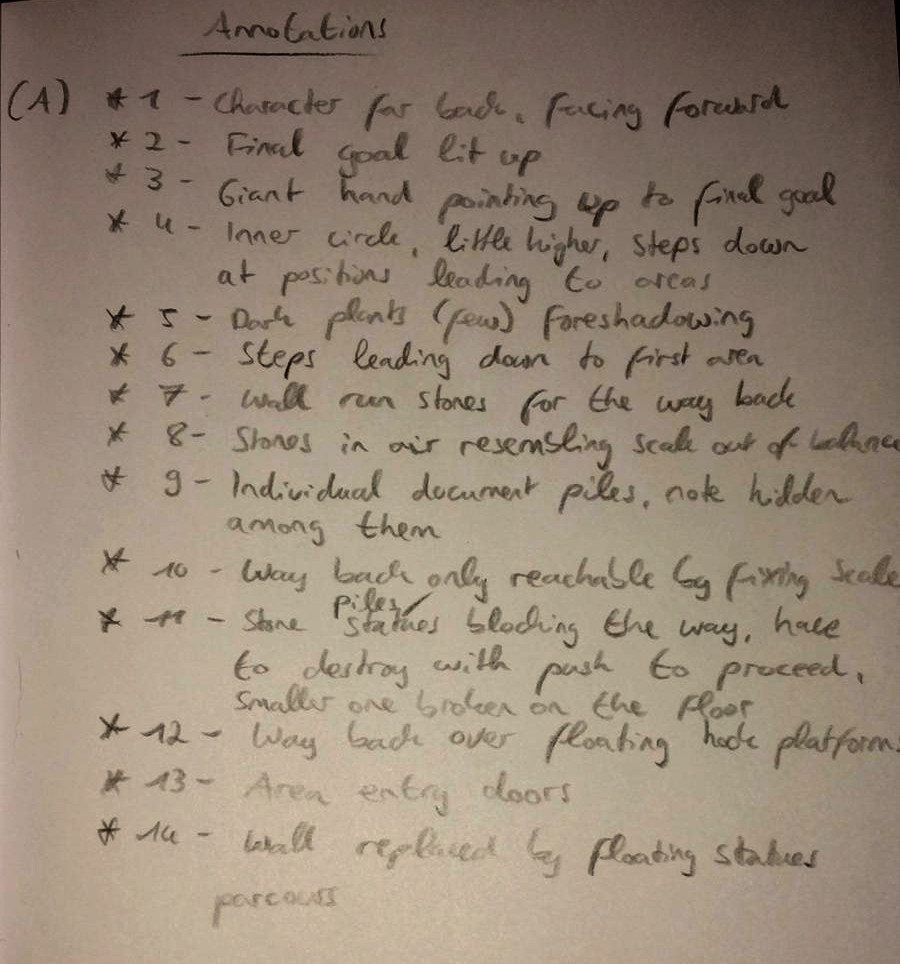 Annotations
(A) * 1 - Character far back, facing forward
* 2 - Final goal lit up
* 3 - Giant hand pointing up to final goal
* 4 - Inner circle, little higher, steps down
at positions leading to areas
* 5 - Dark plants (few) foreshadowing
* 6 - Steps leading down to first area
* 7 - Wall run stones for the way back
* 8 - Stones in air resembling scale out of balance
* 9 - Individual document piles, note hidden
among them
* 10 - Way back only reachable by fixing scale
piles
* 11 - Stone statues blocking the way, have
to destroy with push to proceed,
smaller one broken on the floor
* 12 - Way back over floating rock platforms
* 13 - Area entry doors
* 14 - Wall replaced by floating statues
parcours